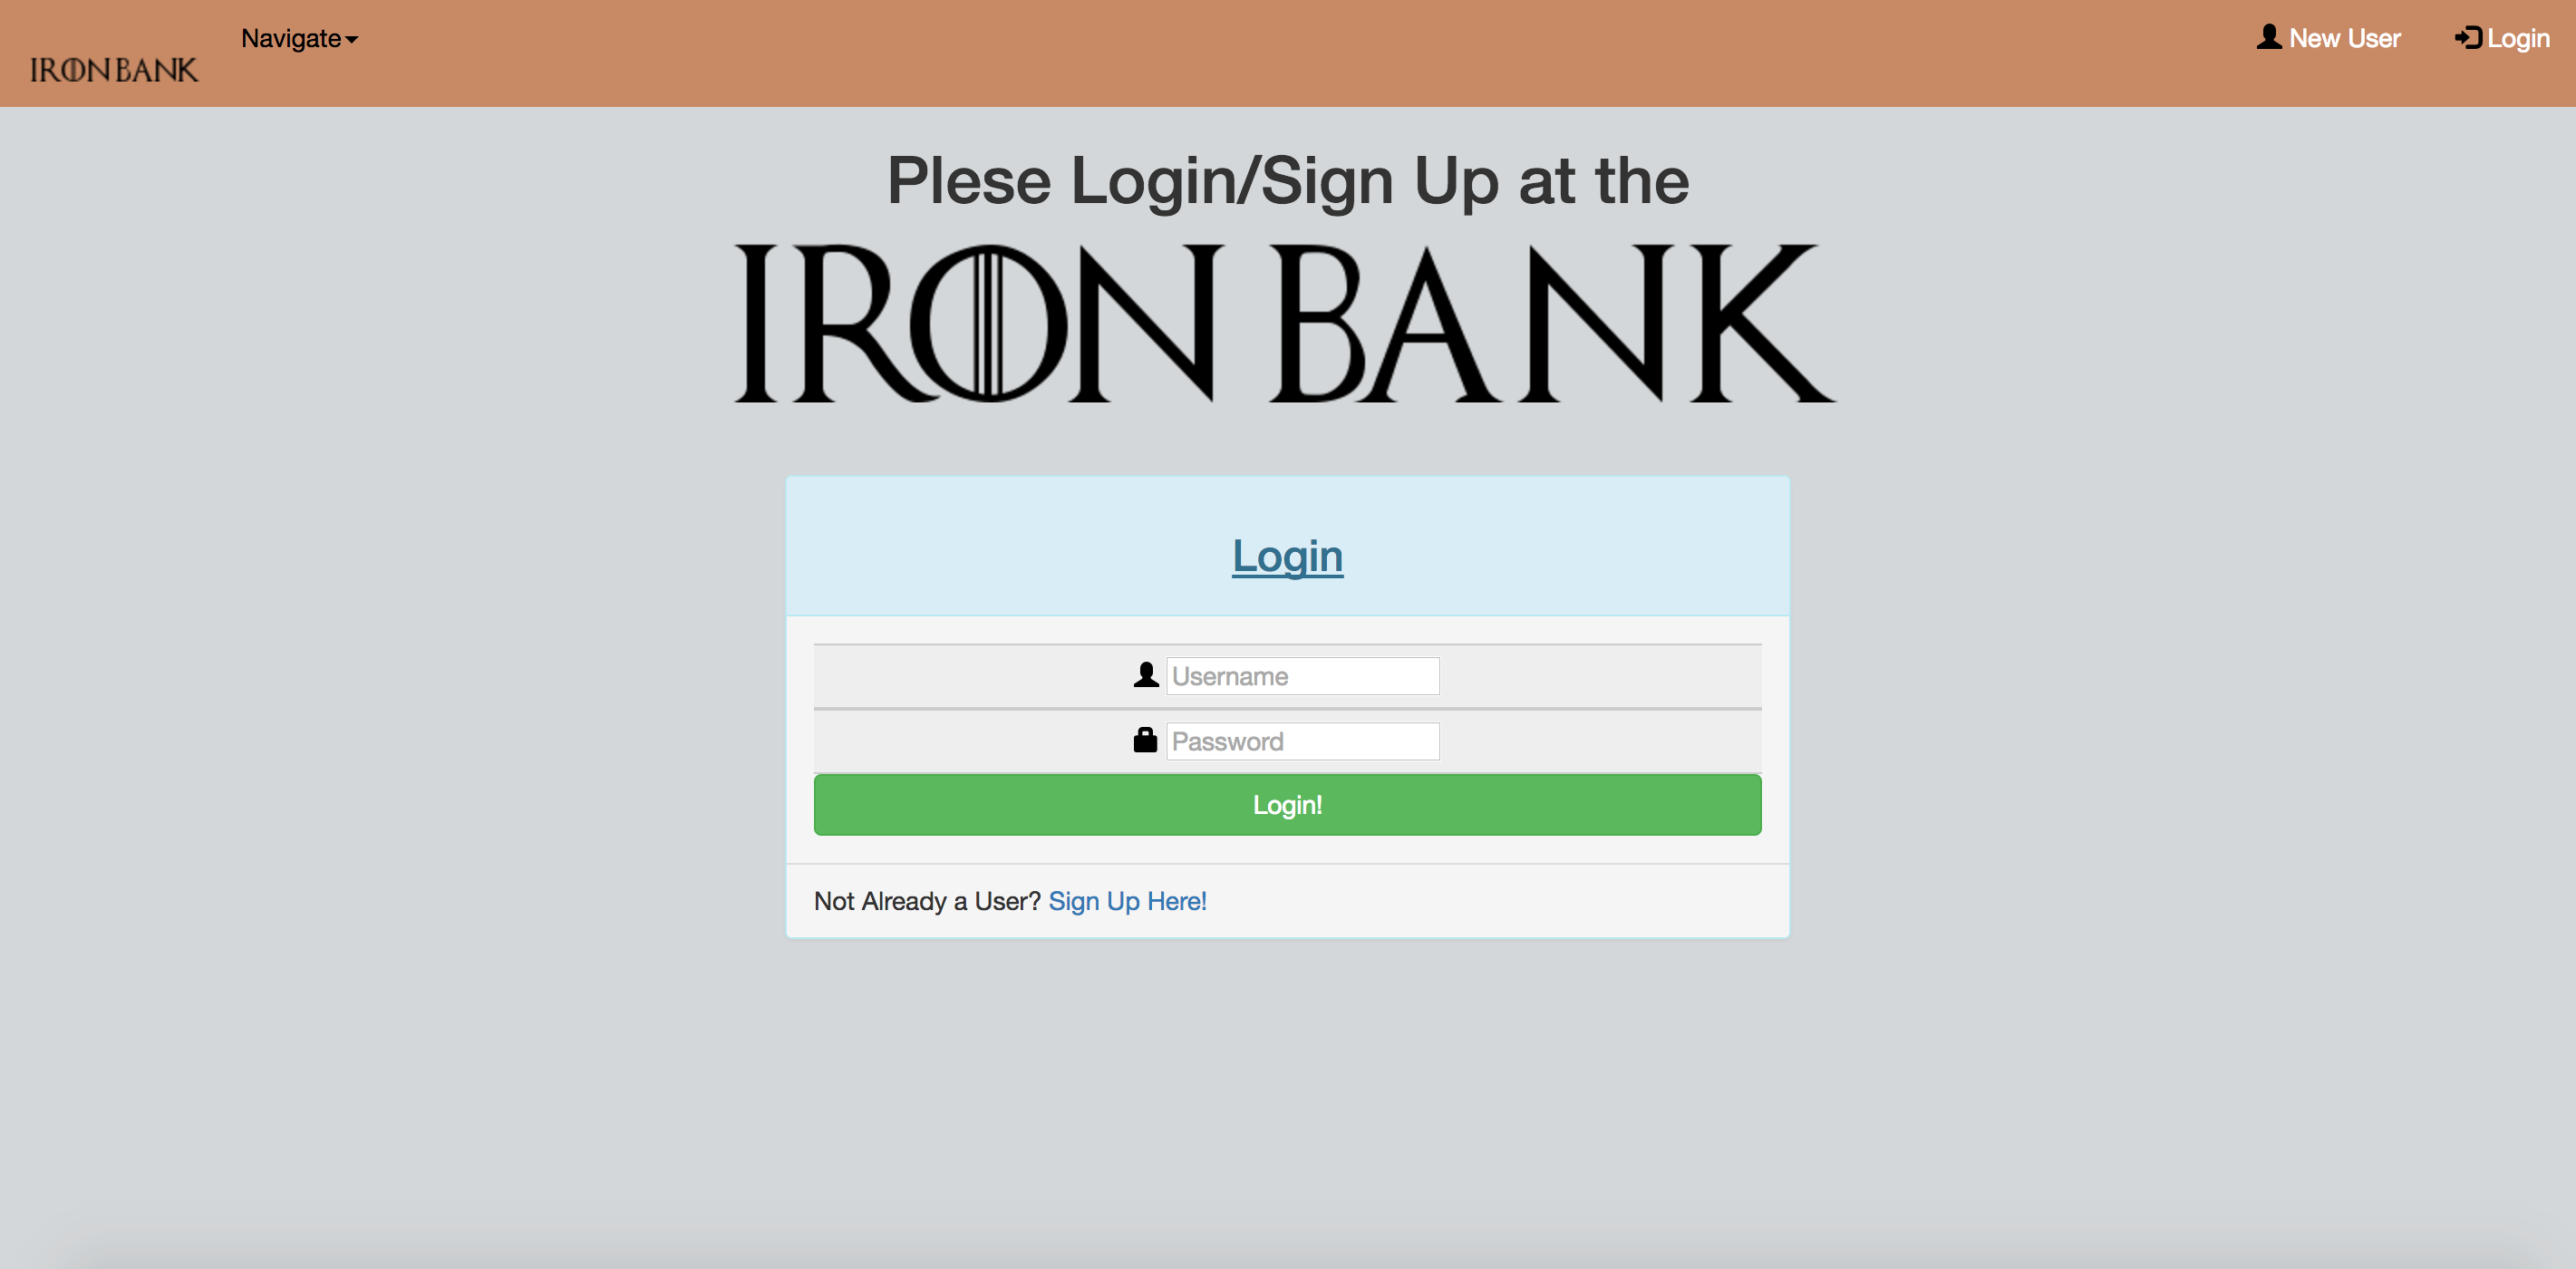 Navigate
New User
Login
IRON BANK
Plese Login/Sign Up at the
IRON BANK
Login
Username
Password
Login!
Not Already a User? Sign Up Here!